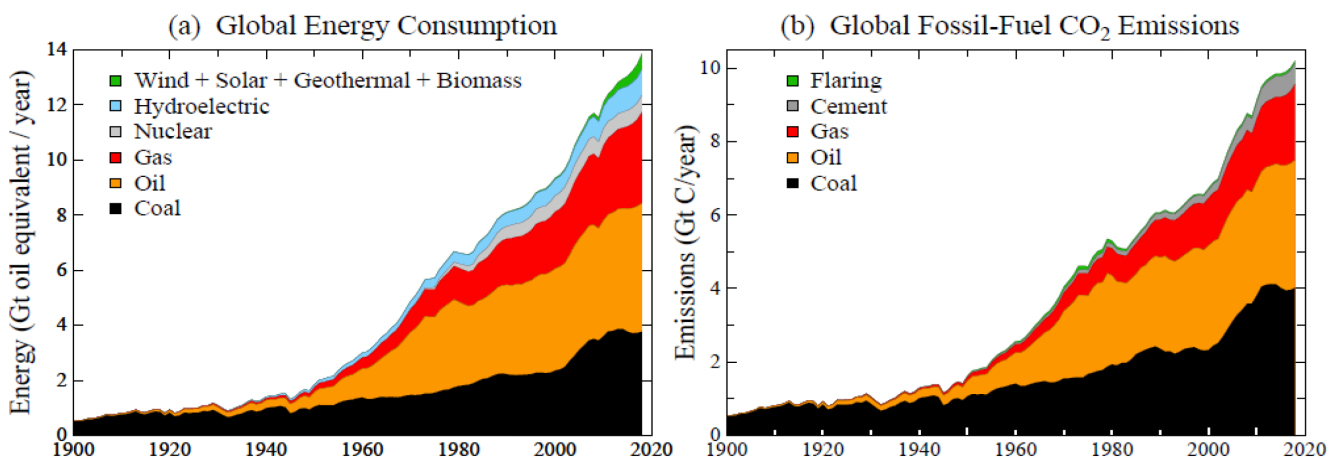 (a) Global Energy Consumption
Energy (Gt oil equivalent / year)
14
12
10
8
6
4
2
0
Wind + Solar + Geothermal + Biomass
Hydroelectric
Nuclear
Gas
Oil
Coal
1900 1920 1940 1960 1980 2000 2020
(b) Global Fossil-Fuel CO₂ Emissions
Emissions (Gt C/year)
10
8
6
4
2
0
Flaring
Cement
Gas
Oil
Coal
1900 1920 1940 1960 1980 2000 2020